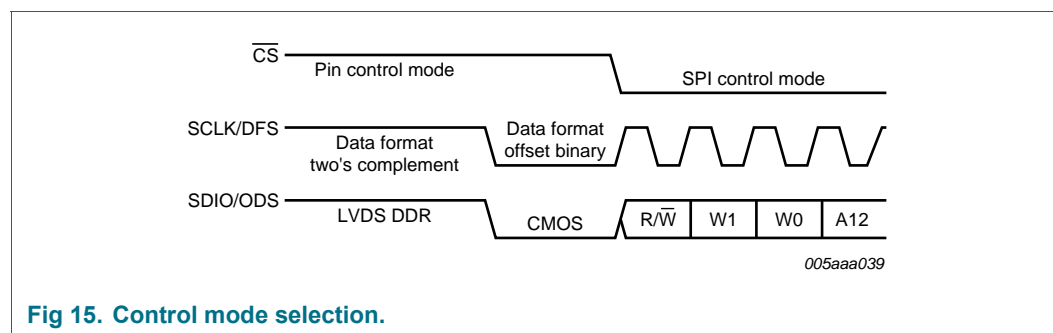 C̅S̅
Pin control mode
SPI control mode
SCLK/DFS
Data format
two's complement
Data format
offset binary
SDIO/ODS
LVDS DDR
CMOS
R/W̅
W1
W0
A12
005aaa039
Fig 15. Control mode selection.